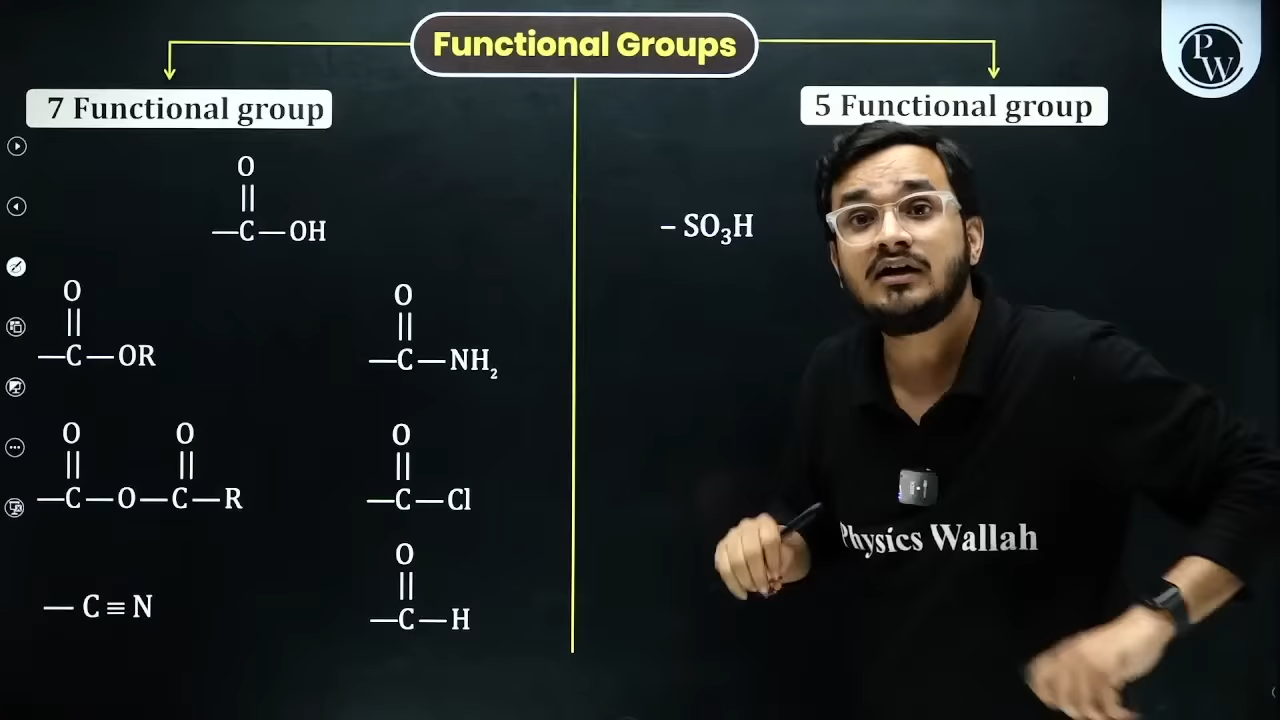 Functional Groups
PW
7 Functional group
5 Functional group
O
||
—C—OH
– SO₃H
O
||
—C—OR
O
||
—C—NH₂
O O
|| ||
—C—O—C—R
O
||
—C—Cl
Physics Wallah
— C≡N
O
||
—C—H